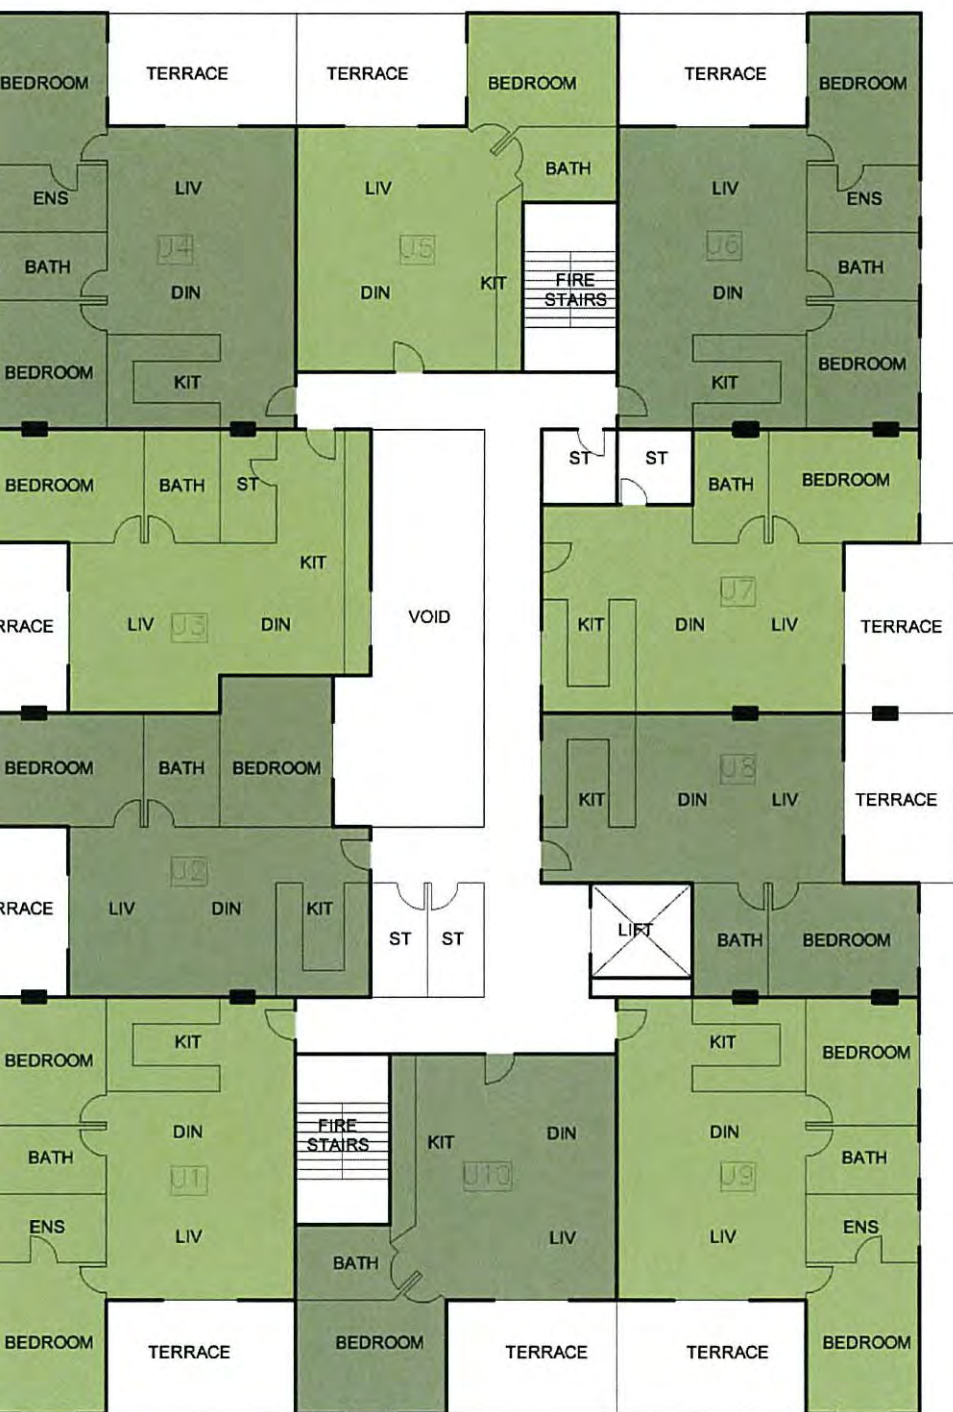 BEDROOM
TERRACE
TERRACE
BEDROOM
TERRACE
BEDROOM
ENS
LIV
LIV
BATH
LIV
ENS
U4
U5
U6
BATH
DIN
DIN
KIT
FIRE
STAIRS
DIN
BATH
BEDROOM
KIT
KIT
BEDROOM
BEDROOM
BATH
ST
ST
ST
BATH
BEDROOM
KIT
U7
RRACE
LIV
U3
DIN
VOID
KIT
DIN
LIV
TERRACE
BEDROOM
BATH
BEDROOM
U8
KIT
DIN
LIV
TERRACE
U2
RRACE
LIV
DIN
KIT
ST
ST
LIFT
BATH
BEDROOM
BEDROOM
KIT
KIT
BEDROOM
DIN
FIRE
STAIRS
KIT
DIN
DIN
BATH
U1
U10
U9
BATH
ENS
LIV
LIV
LIV
ENS
BATH
BEDROOM
TERRACE
BEDROOM
TERRACE
TERRACE
BEDROOM